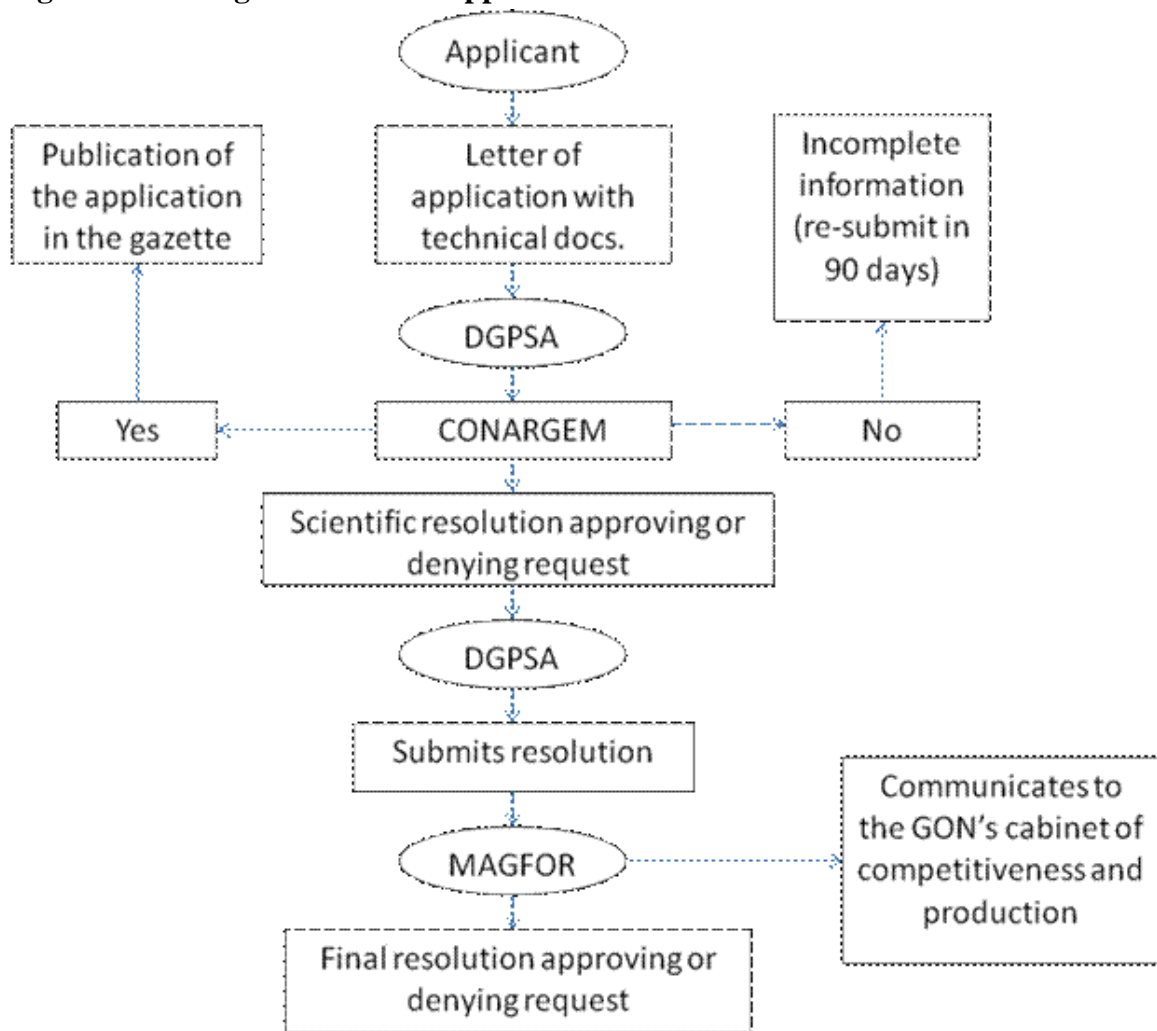 Applicant
Publication of
the application
in the gazette
Letter of
application with
technical docs.
Incomplete
information
(re-submit in
90 days)
DGPSA
Yes
CONARGEM
No
Scientific resolution approving or
denying request
DGPSA
Submits resolution
MAGFOR
Communicates to
the GON's cabinet of
competitiveness and
production
Final resolution approving or
denying request